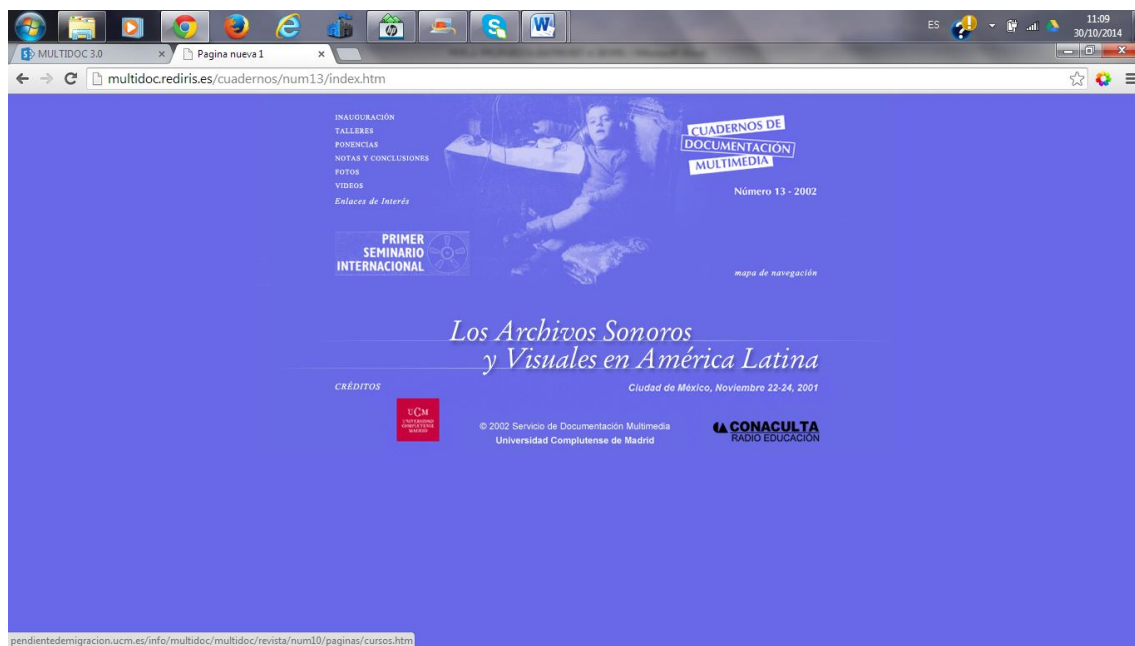 ES
11:09
30/10/2014
MULTIDOC 3.0
Pagina nueva 1
multidoc.rediris.es/cuadernos/num13/index.htm
INAUGURACIÓN
TALLERES
PONENCIAS
NOTAS Y CONCLUSIONES
FOTOS
VIDEOS
Enlaces de Interés
CUADERNOS DE
DOCUMENTACIÓN
MULTIMEDIA
Número 13 - 2002
PRIMER
SEMINARIO
INTERNACIONAL
mapa de navegación
Los Archivos Sonoros
y Visuales en América Latina
CRÉDITOS
Ciudad de México, Noviembre 22-24, 2001
UCM
UNIVERSIDAD
COMPLUTENSE
MADRID
© 2002 Servicio de Documentación Multimedia
Universidad Complutense de Madrid
CONACULTA
RADIO EDUCACIÓN
pendientedemigracion.ucm.es/info/multidoc/multidoc/revista/num10/paginas/cursos.htm